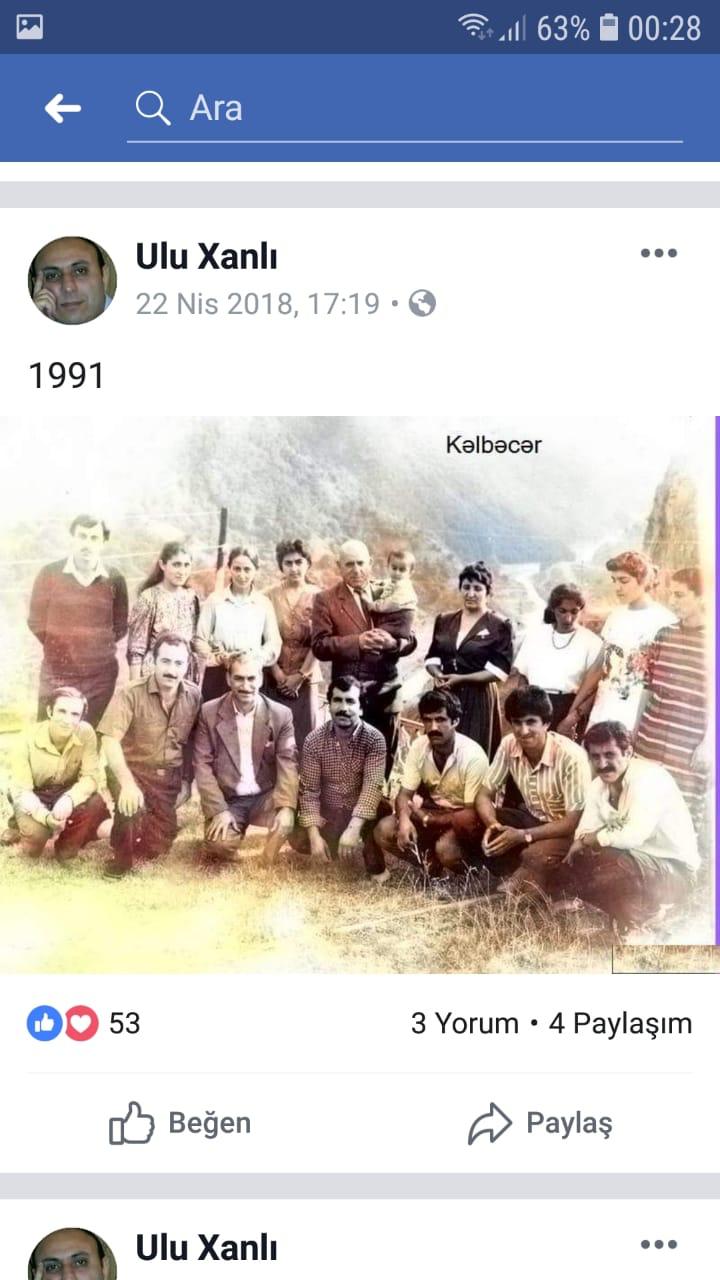 63% 00:28
Ara
Ulu Xanlı
22 Nis 2018, 17:19 •
1991
Kəlbəcər
53
3 Yorum • 4 Paylaşım
Beğen
Paylaş
Ulu Xanlı